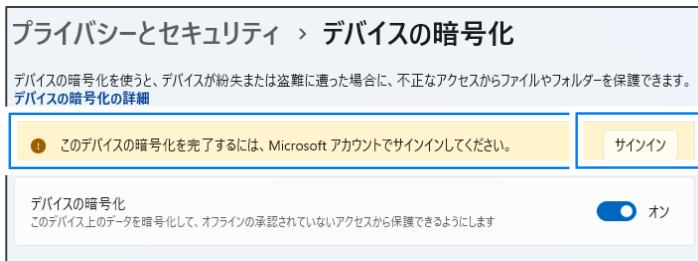 プライバシーとセキュリティ › デバイスの暗号化
デバイスの暗号化を使うと、デバイスが紛失または盗難に遭った場合に、不正なアクセスからファイルやフォルダーを保護できます。
デバイスの暗号化の詳細
このデバイスの暗号化を完了するには、Microsoft アカウントでサインインしてください。 サインイン
デバイスの暗号化
このデバイス上のデータを暗号化して、オフラインの承認されていないアクセスから保護できるようにします オン